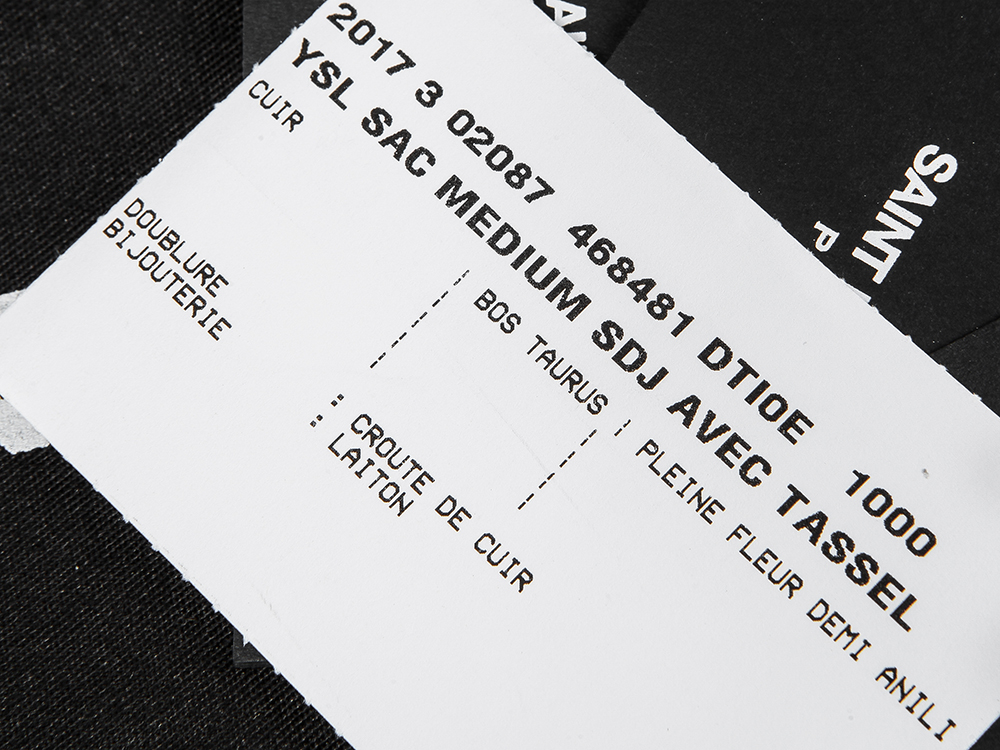 2017 3 02087 468481 DTI0E 1000
YSL SAC MEDIUM SDJ AVEC TASSEL
CUIR BOS TAURUS PLEINE FLEUR DEMI ANILI
DOUBLURE : CROUTE DE CUIR
BIJOUTERIE : LAITON
SAINT
P